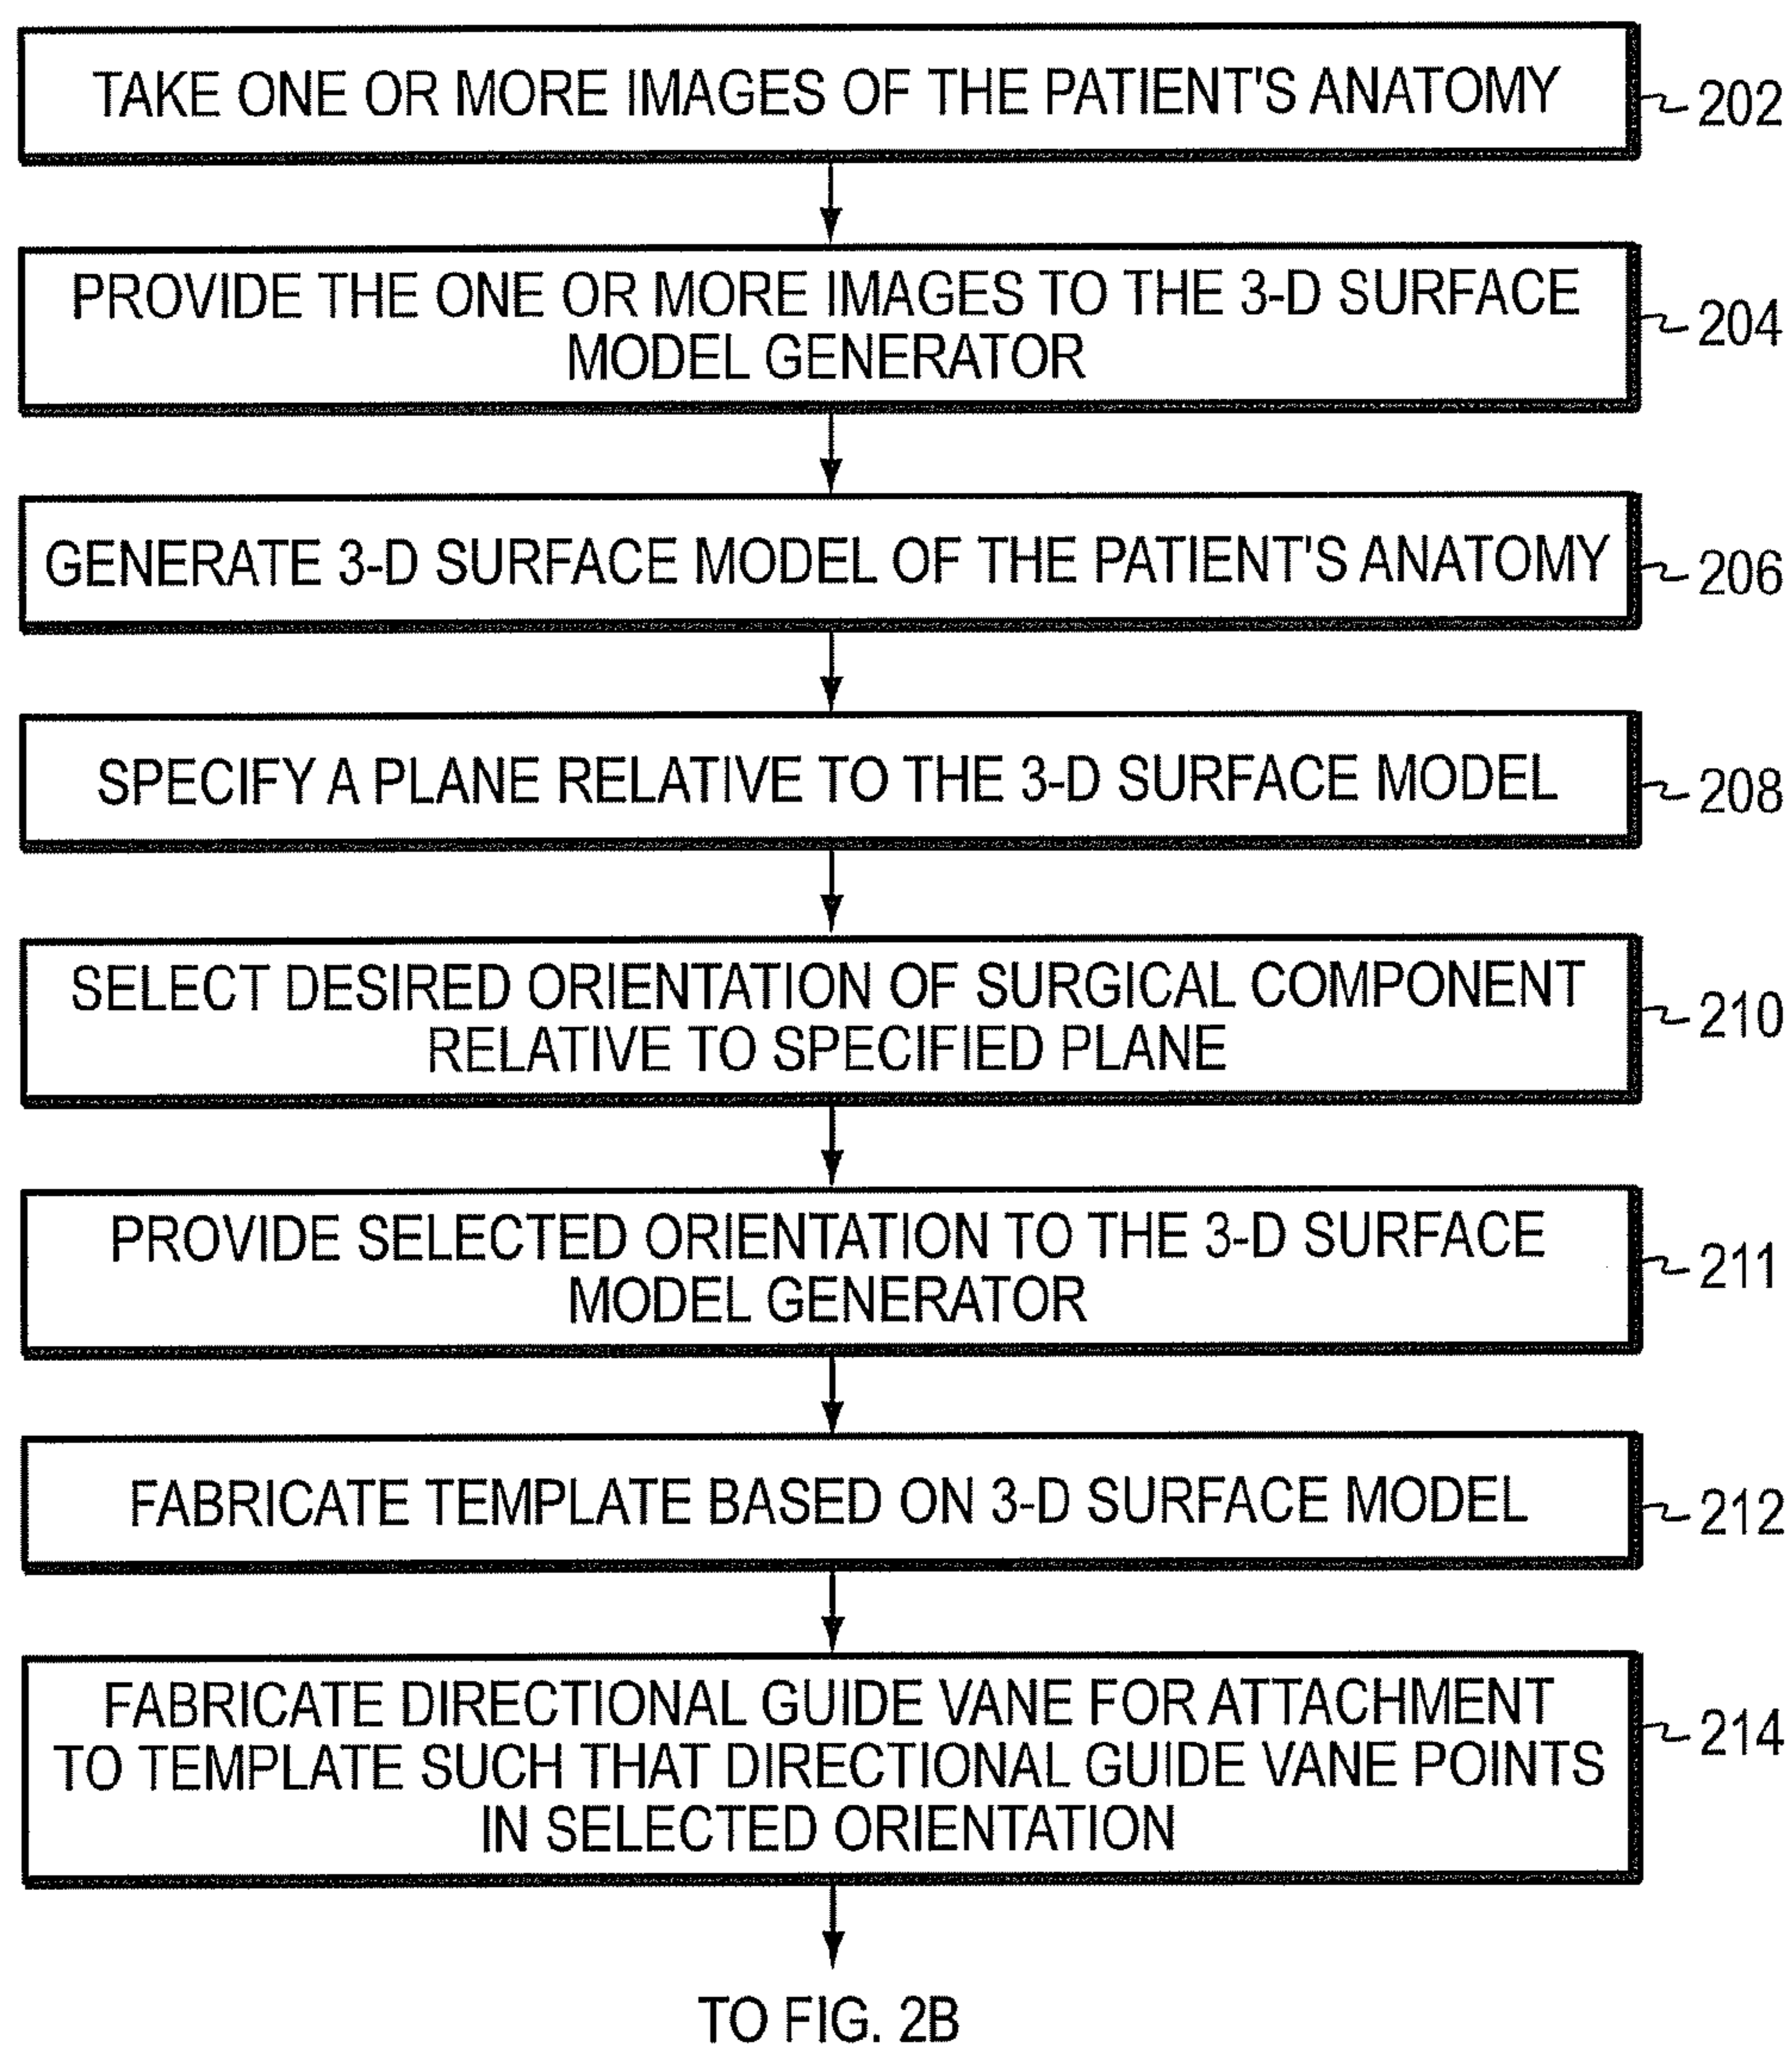 TAKE ONE OR MORE IMAGES OF THE PATIENT'S ANATOMY
202
PROVIDE THE ONE OR MORE IMAGES TO THE 3-D SURFACE
MODEL GENERATOR
204
GENERATE 3-D SURFACE MODEL OF THE PATIENT'S ANATOMY
206
SPECIFY A PLANE RELATIVE TO THE 3-D SURFACE MODEL
208
SELECT DESIRED ORIENTATION OF SURGICAL COMPONENT
RELATIVE TO SPECIFIED PLANE
210
PROVIDE SELECTED ORIENTATION TO THE 3-D SURFACE
MODEL GENERATOR
211
FABRICATE TEMPLATE BASED ON 3-D SURFACE MODEL
212
FABRICATE DIRECTIONAL GUIDE VANE FOR ATTACHMENT
TO TEMPLATE SUCH THAT DIRECTIONAL GUIDE VANE POINTS
IN SELECTED ORIENTATION
214
TO FIG. 2B